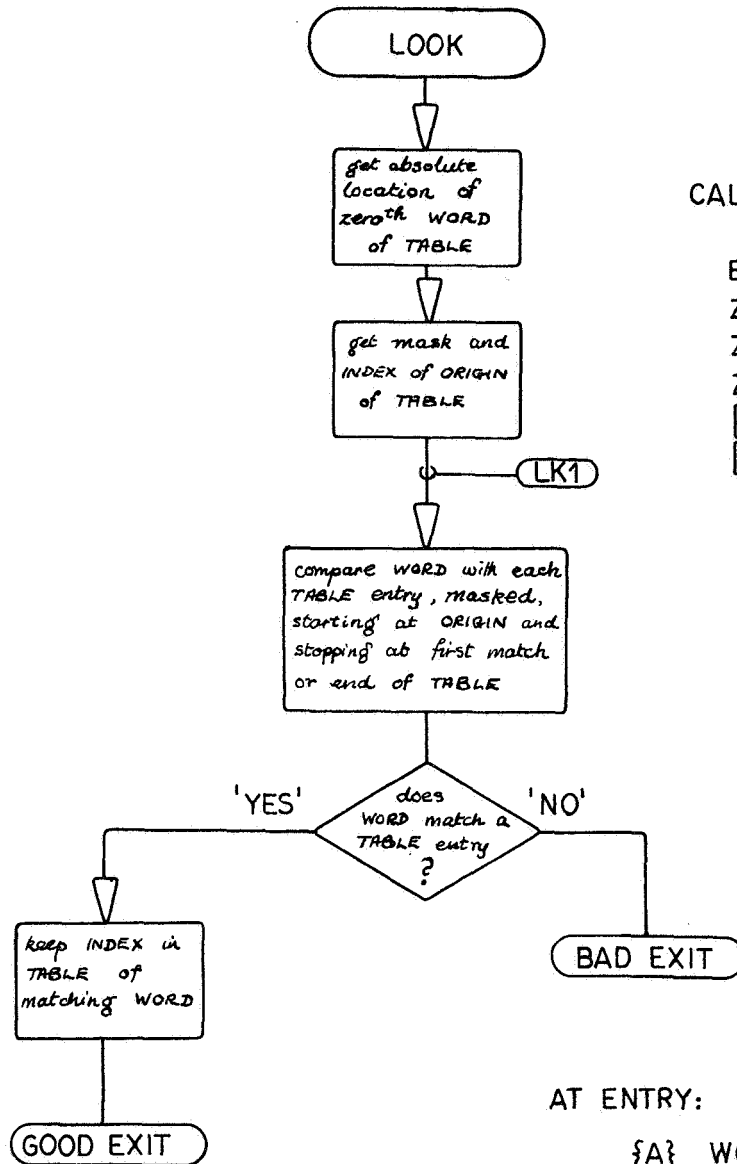 LOOK
get absolute
location of
zeroth WORD
of TABLE
get mask and
INDEX of ORIGIN
of TABLE
LK1
compare WORD with each
TABLE entry, masked,
starting at ORIGIN and
stopping at first match
or end of TABLE
does
WORD match a
TABLE entry
?
'YES'
'NO'
keep INDEX in
TABLE of
matching WORD
GOOD EXIT
BAD EXIT
CAL
E
Z
Z
Z
AT ENTRY:
{A} WO